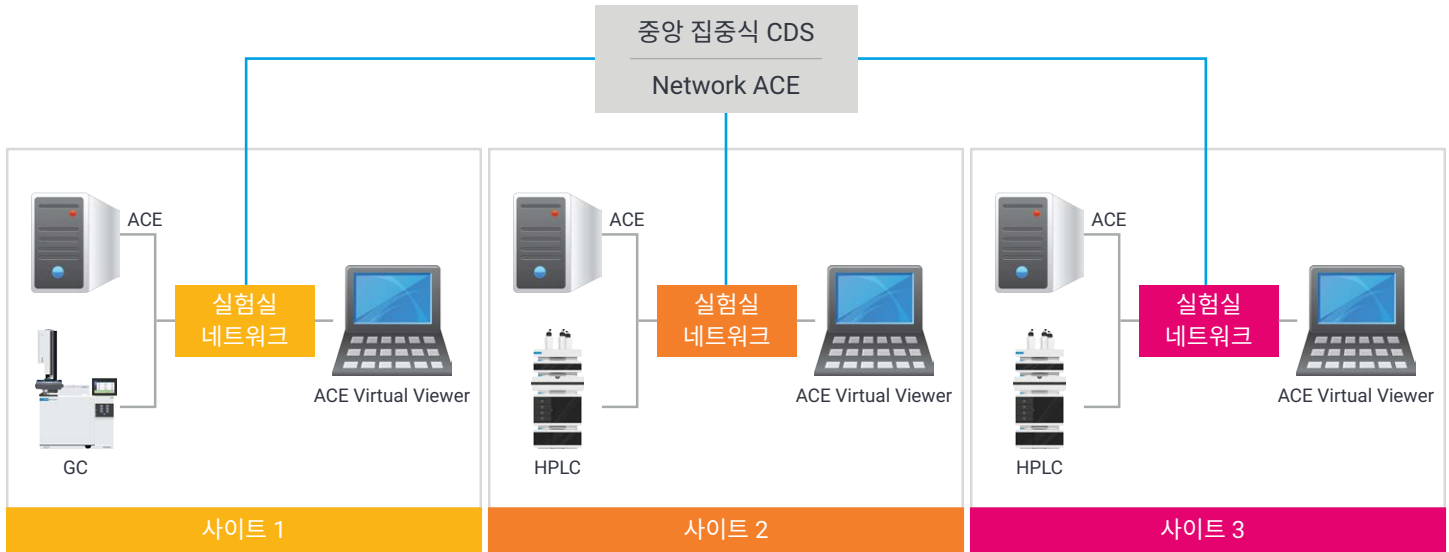 중앙 집중식 CDS
Network ACE
ACE
실험실
네트워크
ACE Virtual Viewer
GC
사이트 1
ACE
실험실
네트워크
ACE Virtual Viewer
HPLC
사이트 2
ACE
실험실
네트워크
ACE Virtual Viewer
HPLC
사이트 3